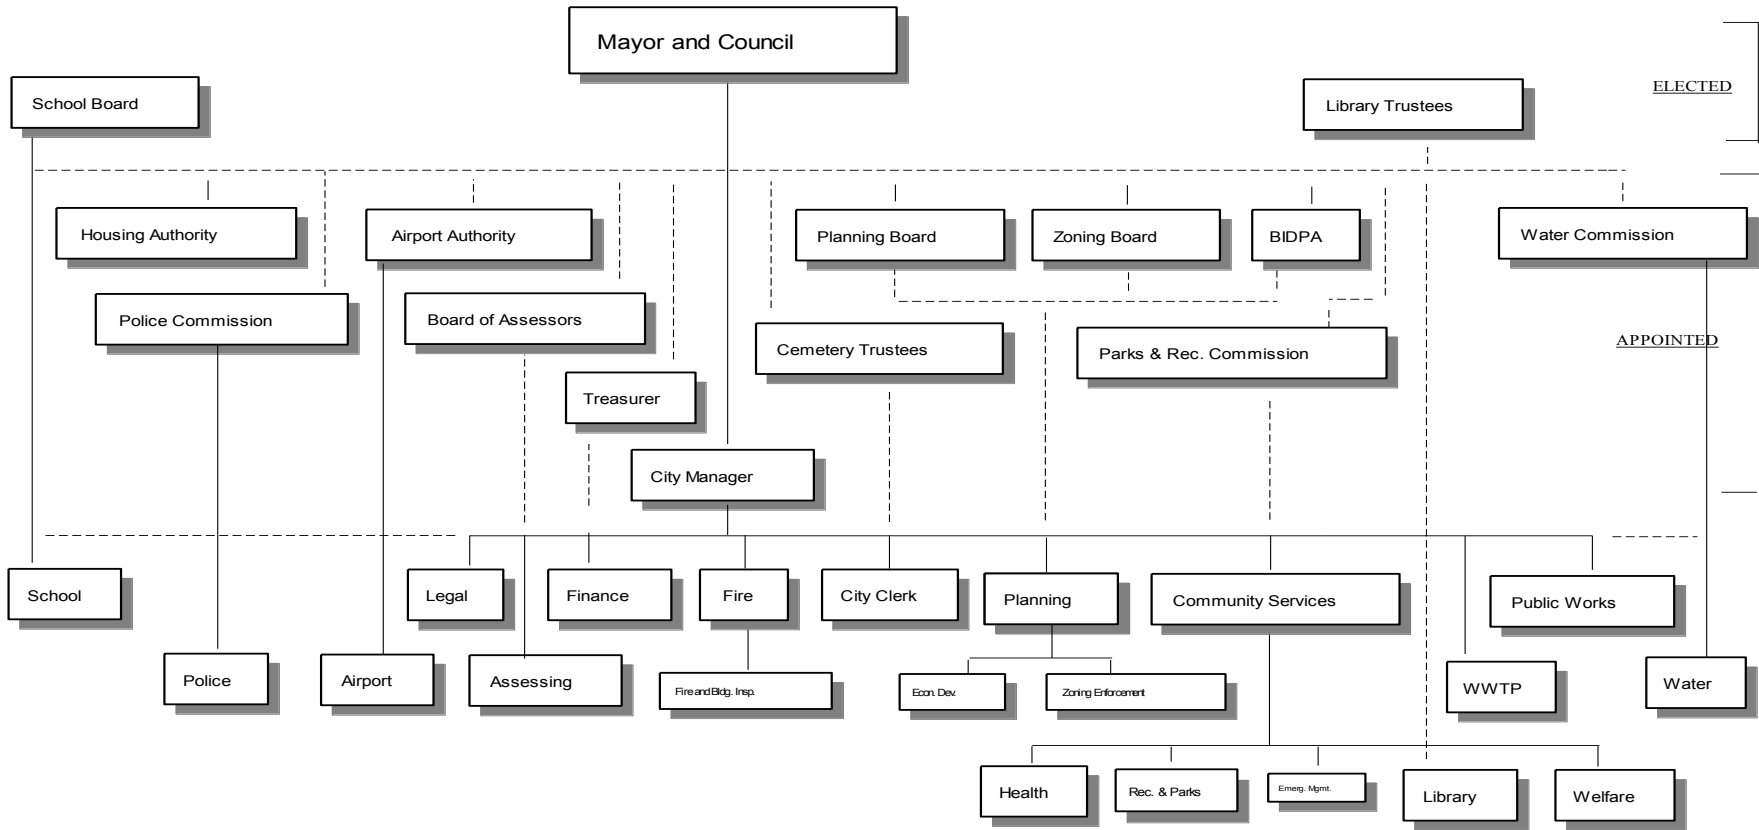 Mayor and Council
School Board
Library Trustees
ELECTED
Housing Authority
Airport Authority
Planning Board
Zoning Board
BIDPA
Water Commission
Police Commission
Board of Assessors
Cemetery Trustees
Parks & Rec. Commission
APPOINTED
Treasurer
City Manager
School
Legal
Finance
Fire
City Clerk
Planning
Community Services
Public Works
Police
Airport
Assessing
Fire and Bldg. Insp.
Econ. Dev.
Zoning Enforcement
WWTP
Water
Health
Rec. & Parks
Emerg. Mgmt.
Library
Welfare